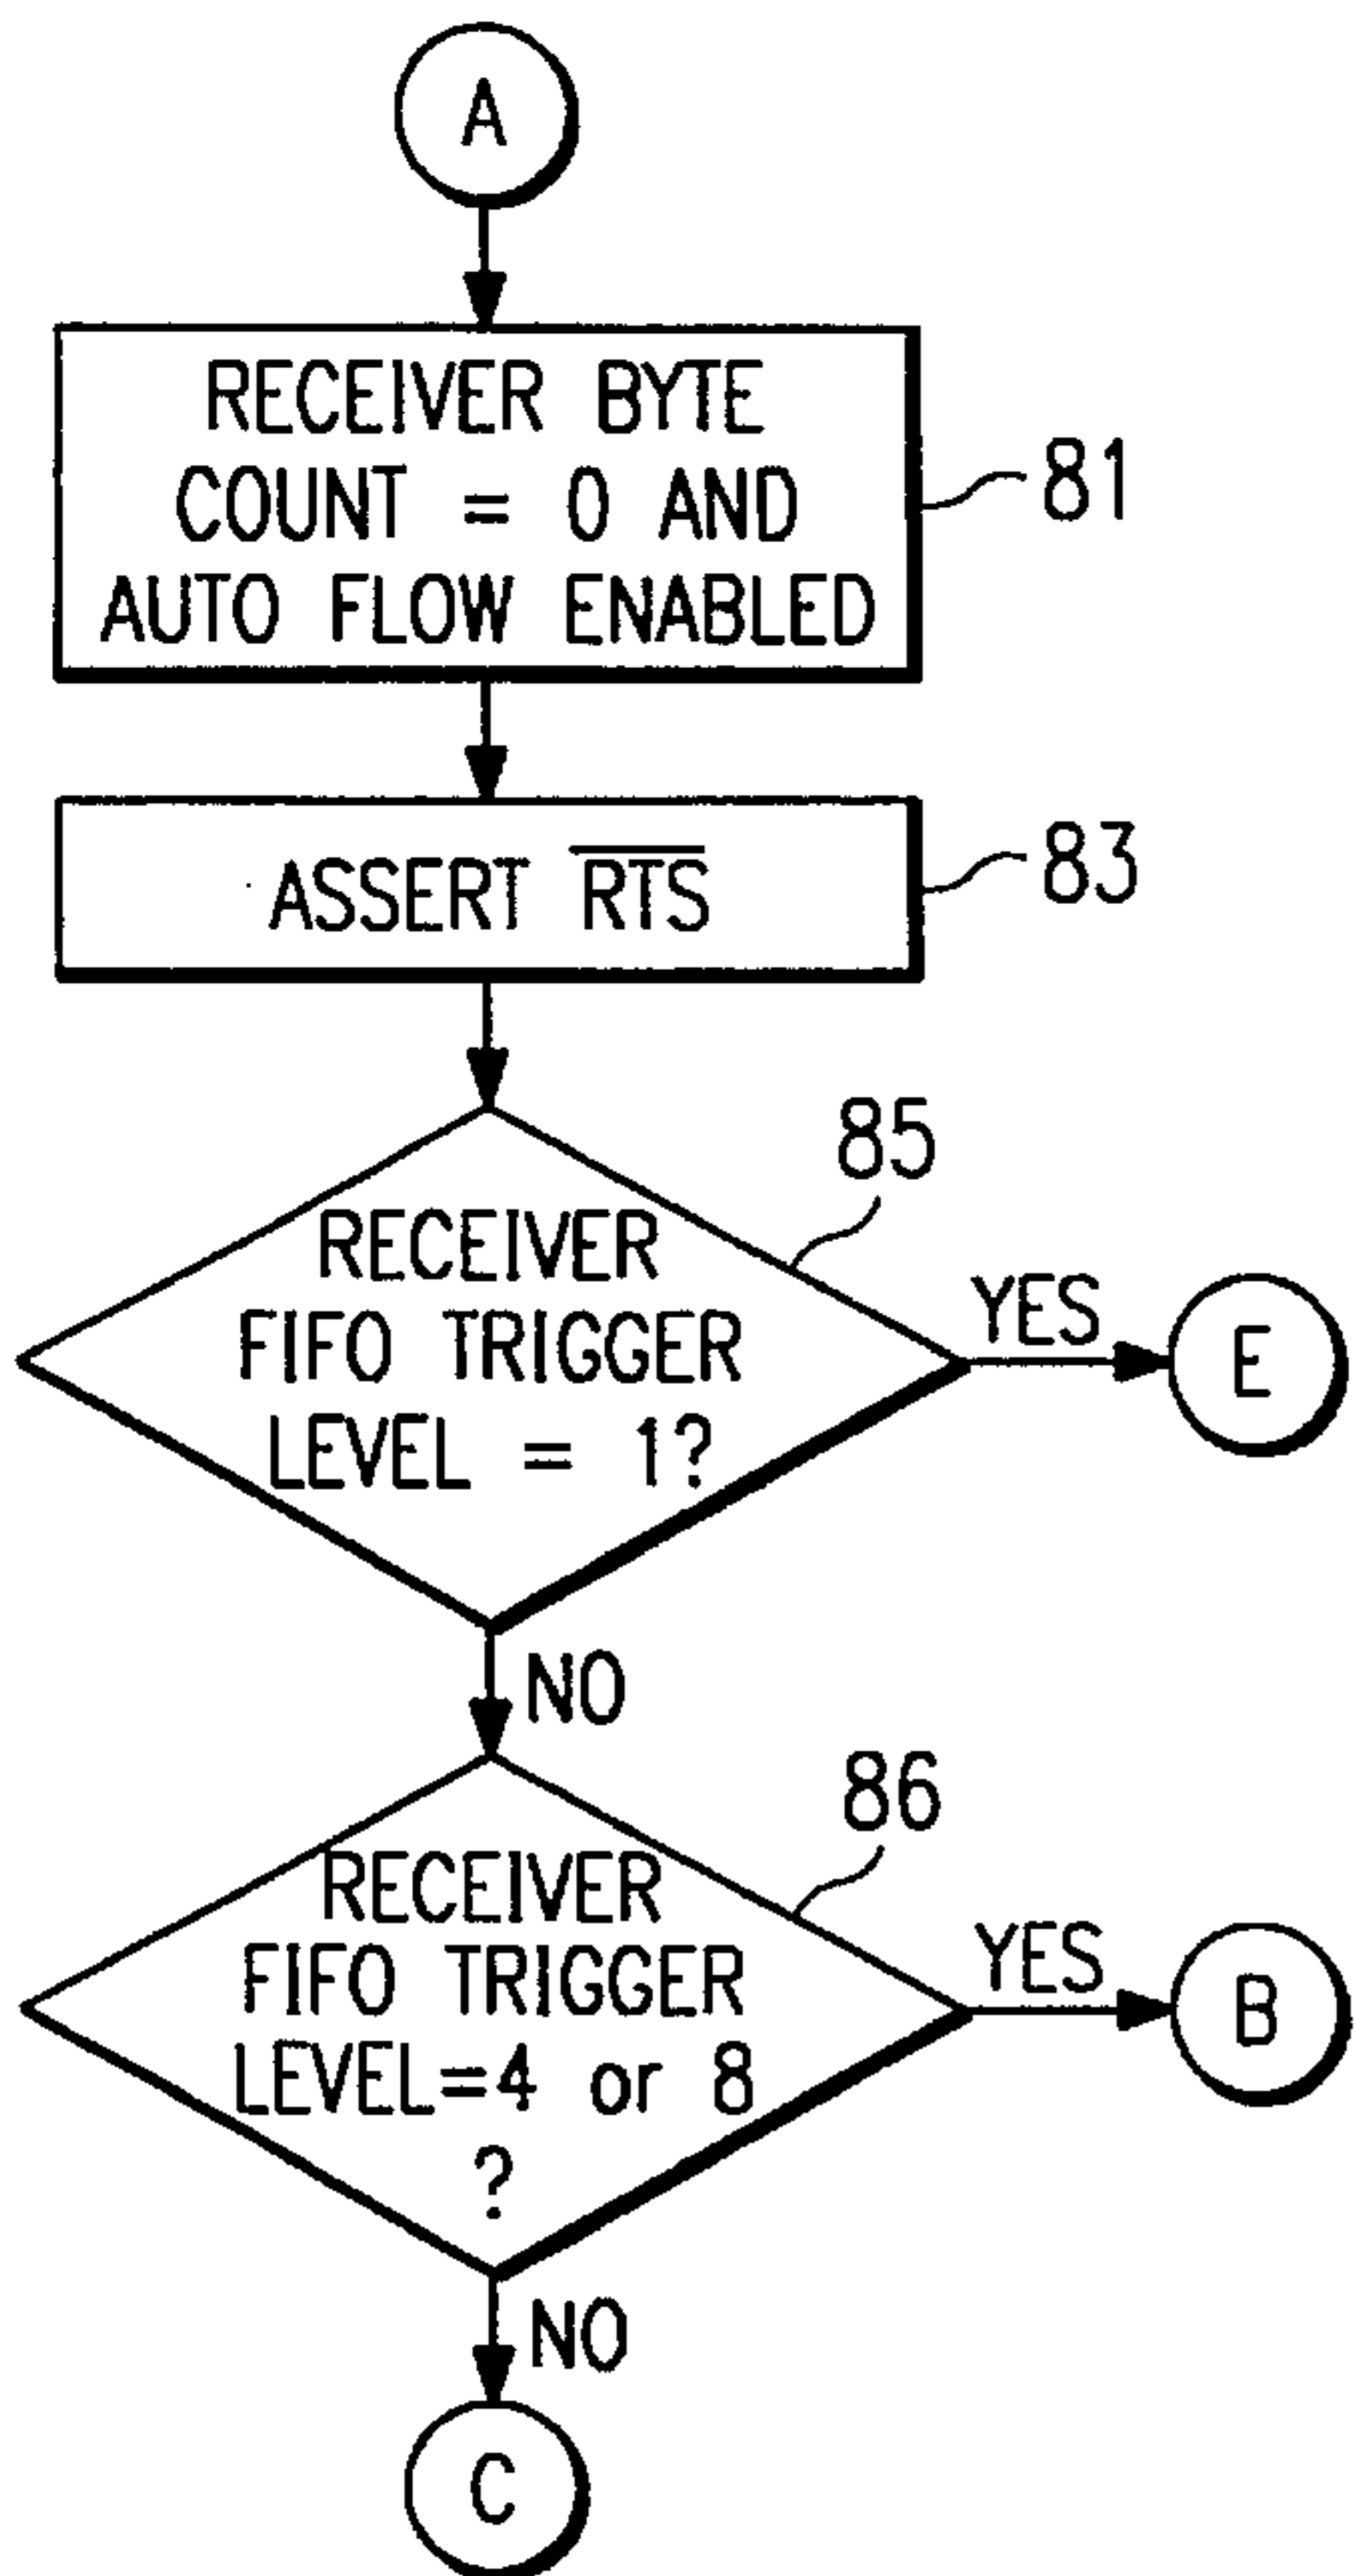 A
RECEIVER BYTE
COUNT = 0 AND
AUTO FLOW ENABLED
81
ASSERT R̅T̅S̅
83
85
RECEIVER
FIFO TRIGGER
LEVEL = 1?
YES
E
NO
86
RECEIVER
FIFO TRIGGER
LEVEL=4 or 8
?
YES
B
NO
C